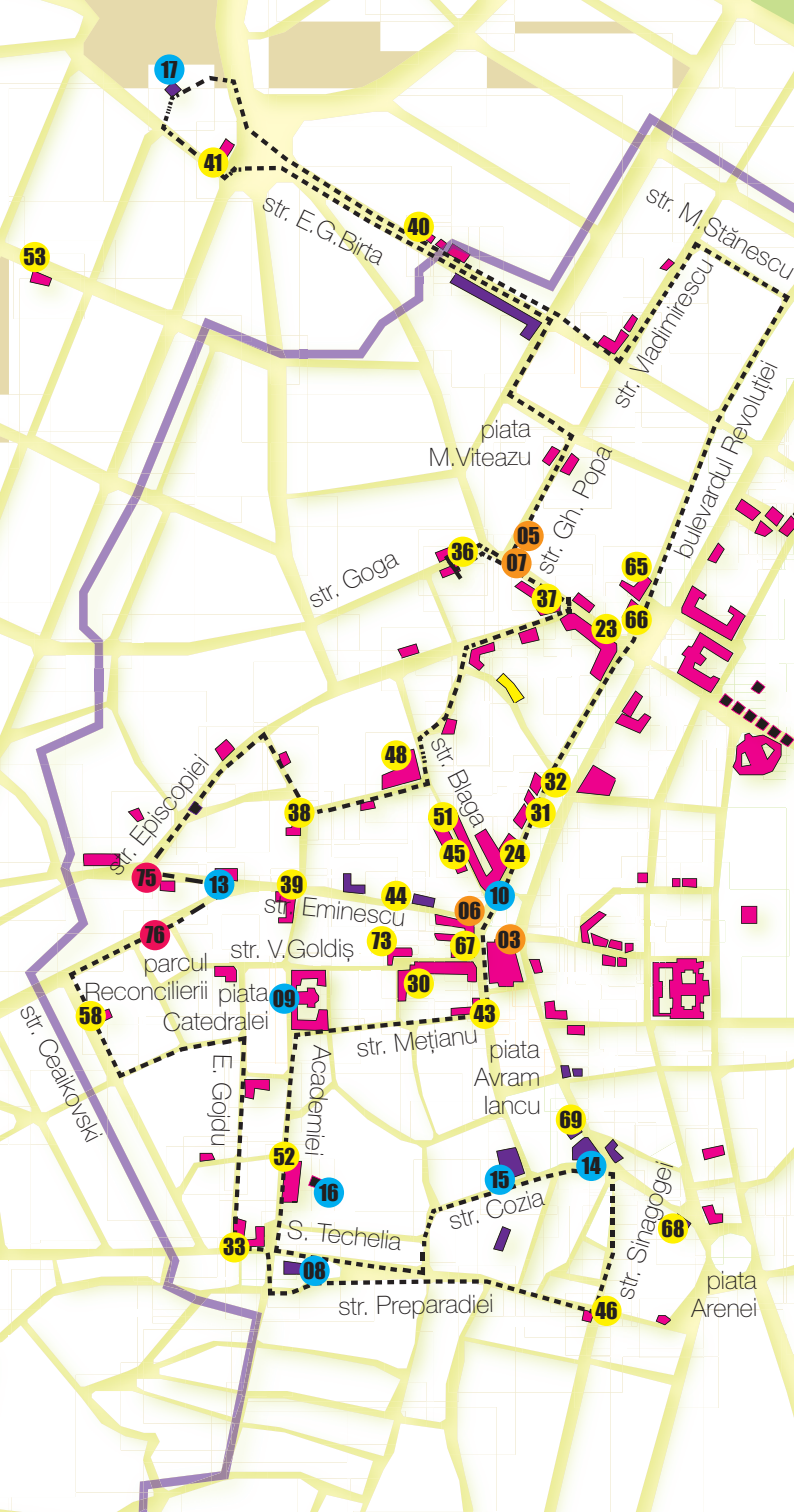 17
41
str. E.G.Birta
40
53
str. M.Stănescu
str. Vladimirescu
bulevardul Revoluției
piata
M.Viteazu
str. Gh. Popa
05
07
36
str. Goga
37
65
66
23
48
str. Blaga
32
31
51
45
24
38
str. Episcopiei
75
13
39
44
10
06
str. Eminescu
76
73
67
03
str. V.Goldiș
parcul
Reconcilierii
30
piata
Catedralei
09
58
43
str. Ceaikovski
str. Mețianu
E. Gojdu
Academiei
piata
Avram
Iancu
69
52
16
15
14
str. Cozia
str. Sinagogei
68
33
S. Techelia
08
str. Preparadiei
46
piata
Arenei